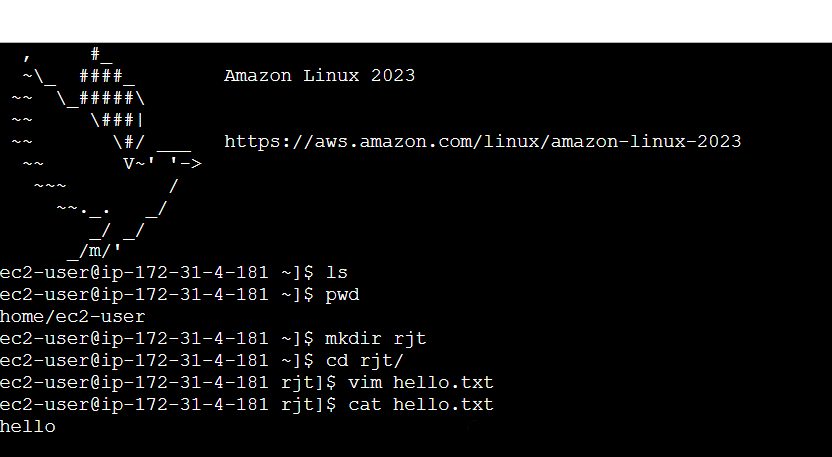 ,     #_
   ~\_  ####_        Amazon Linux 2023
 ~~  \_#####\
 ~~     \###|
 ~~       \#/ ___   https://aws.amazon.com/linux/amazon-linux-2023
  ~~       V~' '->
   ~~~         /
     ~~._.   _/
        _/ _/
      _/m/'
ec2-user@ip-172-31-4-181 ~]$ ls
ec2-user@ip-172-31-4-181 ~]$ pwd
home/ec2-user
ec2-user@ip-172-31-4-181 ~]$ mkdir rjt
ec2-user@ip-172-31-4-181 ~]$ cd rjt/
ec2-user@ip-172-31-4-181 rjt]$ vim hello.txt
ec2-user@ip-172-31-4-181 rjt]$ cat hello.txt
hello